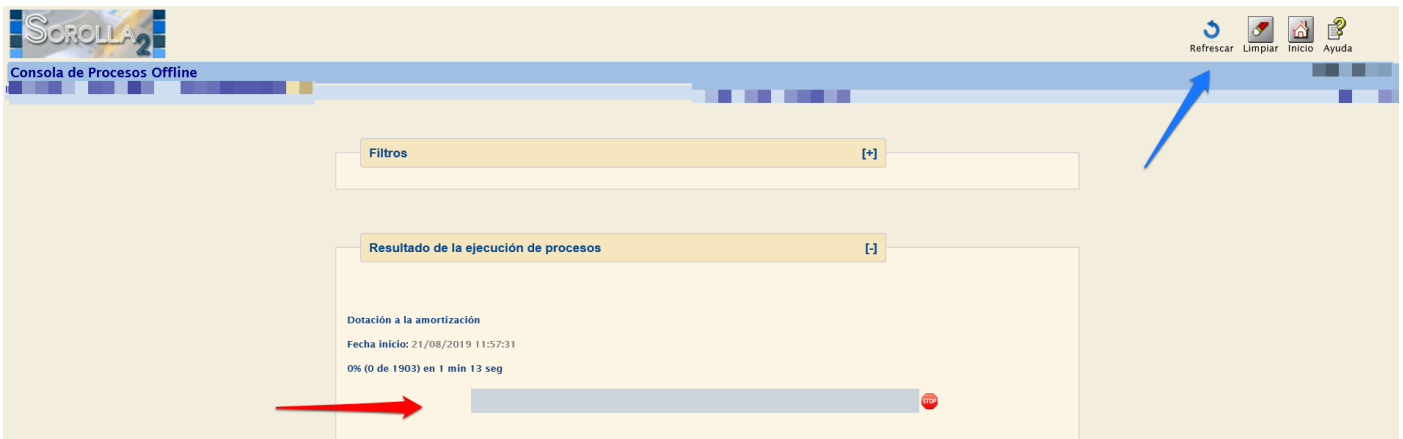 SOROLLA2
Refrescar Limpiar Inicio Ayuda
Consola de Procesos Offline
Filtros [+]
Resultado de la ejecución de procesos [-]
Dotación a la amortización
Fecha inicio: 21/08/2019 11:57:31
0% (0 de 1903) en 1 min 13 seg
STOP